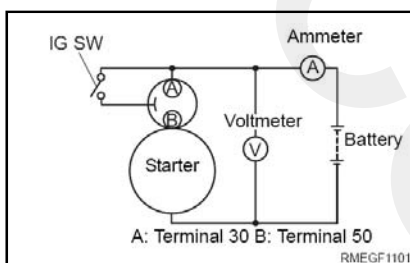 Ammeter
IG SW
A
A
B
Voltmeter
V
Battery
Starter
A: Terminal 30 B: Terminal 50
RMEGF1101